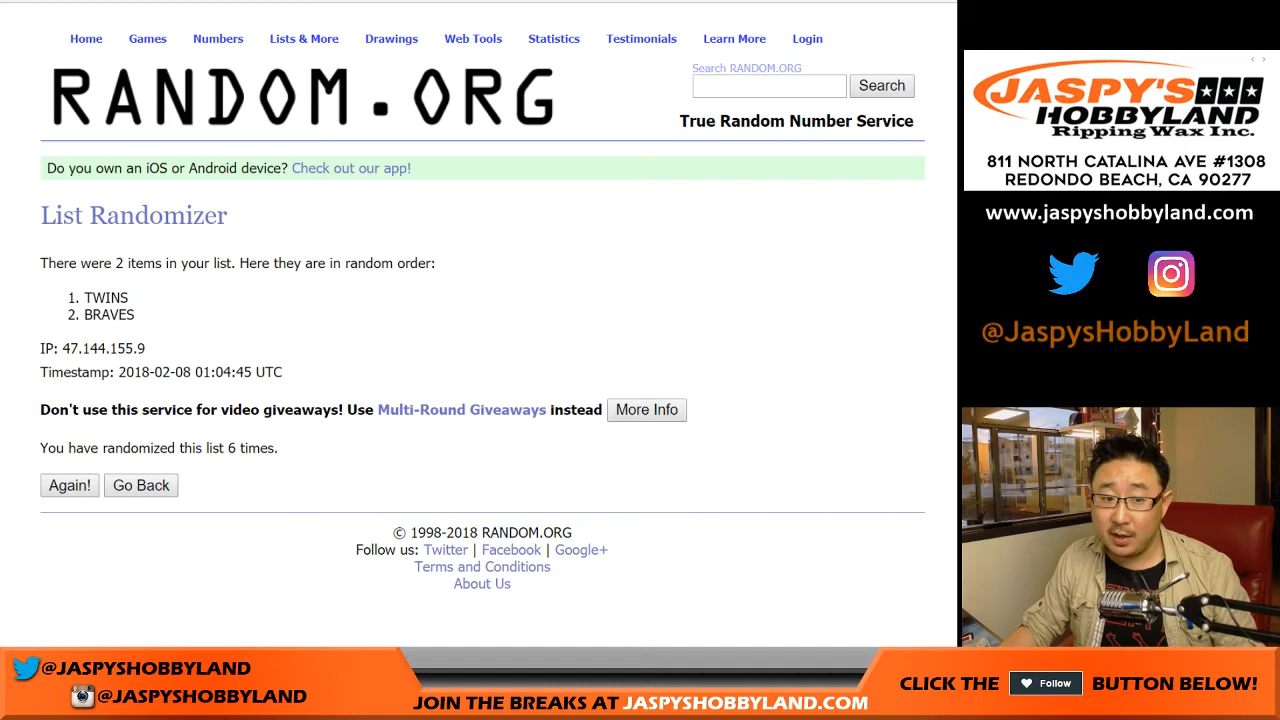 Home Games Numbers Lists & More Drawings Web Tools Statistics Testimonials Learn More Login
RANDOM.ORG
Search RANDOM.ORG
Search
True Random Number Service
Do you own an iOS or Android device? Check out our app!
List Randomizer
There were 2 items in your list. Here they are in random order:
1. TWINS
2. BRAVES
IP: 47.144.155.9
Timestamp: 2018-02-08 01:04:45 UTC
Don't use this service for video giveaways! Use Multi-Round Giveaways instead More Info
You have randomized this list 6 times.
Again! Go Back
© 1998-2018 RANDOM.ORG
Follow us: Twitter | Facebook | Google+
Terms and Conditions
About Us
JASPY'S
HOBBYLAND
Ripping Wax Inc.
811 NORTH CATALINA AVE #1308
REDONDO BEACH, CA 90277
www.jaspyshobbyland.com
@JaspysHobbyLand
@JASPYSHOBBYLAND
@JASPYSHOBBYLAND
JOIN THE BREAKS AT JASPYSHOBBYLAND.COM
CLICK THE Follow BUTTON BELOW!